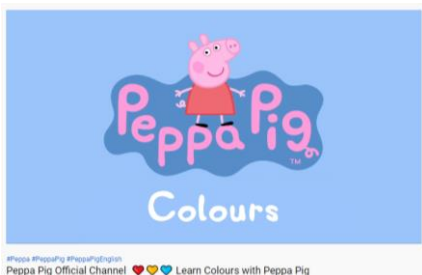 Peppa Pig
TM
Colours
#Peppa #PeppaPig #PeppaPigEnglish
Peppa Pig Official Channel ❤️💛💙 Learn Colours with Peppa Pig